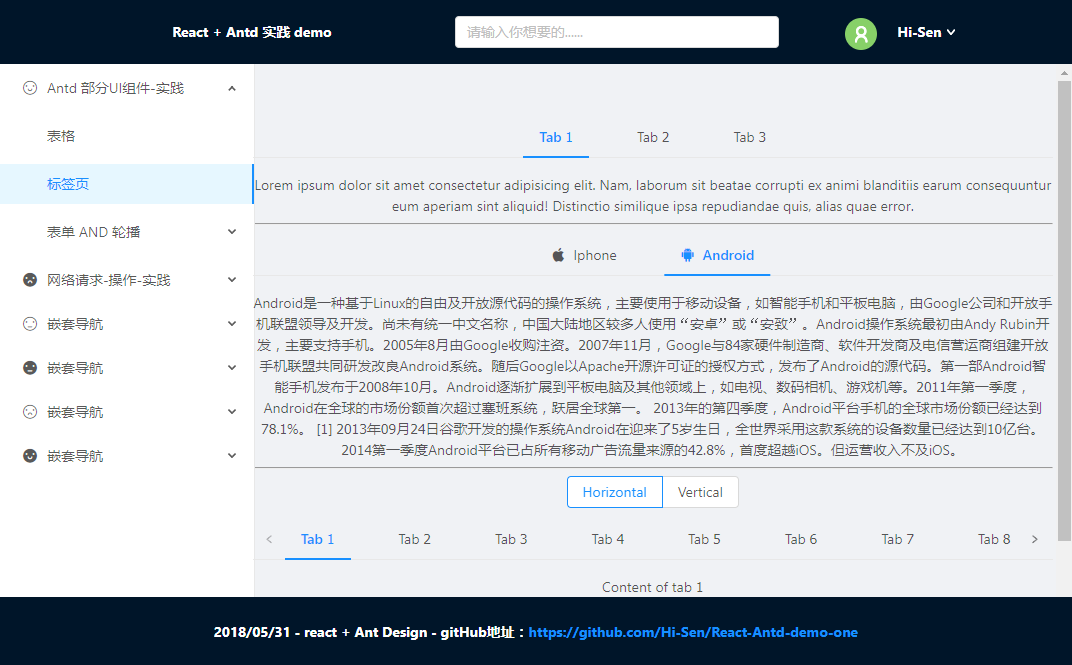 React + Antd 实践 demo
请输入你想要的......
Hi-Sen
Antd 部分UI组件-实践
表格
标签页
表单 AND 轮播
网络请求-操作-实践
嵌套导航
嵌套导航
嵌套导航
嵌套导航
Tab 1 Tab 2 Tab 3
Lorem ipsum dolor sit amet consectetur adipisicing elit. Nam, laborum sit beatae corrupti ex animi blanditiis earum consequuntur
eum aperiam sint aliquid! Distinctio similique ipsa repudiandae quis, alias quae error.
Iphone Android
Android是一种基于Linux的自由及开放源代码的操作系统，主要使用于移动设备，如智能手机和平板电脑，由Google公司和开放手
机联盟领导及开发。尚未有统一中文名称，中国大陆地区较多人使用“安卓”或“安致”。Android操作系统最初由Andy Rubin开
发，主要支持手机。2005年8月由Google收购注资。2007年11月，Google与84家硬件制造商、软件开发商及电信营运商组建开放
手机联盟共同研发改良Android系统。随后Google以Apache开源许可证的授权方式，发布了Android的源代码。第一部Android智
能手机发布于2008年10月。Android逐渐扩展到平板电脑及其他领域上，如电视、数码相机、游戏机等。2011年第一季度，
Android在全球的市场份额首次超过塞班系统，跃居全球第一。 2013年的第四季度，Android平台手机的全球市场份额已经达到
78.1%。 [1] 2013年09月24日谷歌开发的操作系统Android在迎来了5岁生日，全世界采用这款系统的设备数量已经达到10亿台。
2014第一季度Android平台已占所有移动广告流量来源的42.8%，首度超越iOS。但运营收入不及iOS。
Horizontal Vertical
Tab 1 Tab 2 Tab 3 Tab 4 Tab 5 Tab 6 Tab 7 Tab 8
Content of tab 1
2018/05/31 - react + Ant Design - gitHub地址：https://github.com/Hi-Sen/React-Antd-demo-one